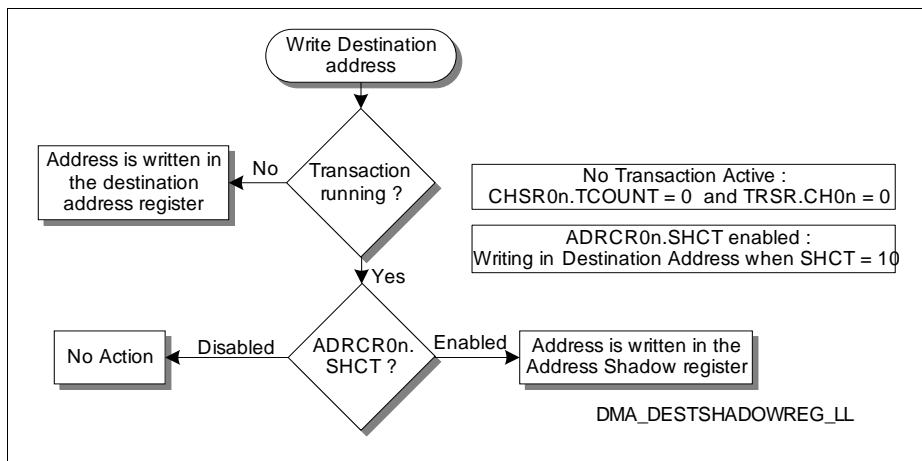 Write Destination
address
Address is written in
the destination
address register
No
Transaction
running ?
No Transaction Active :
CHSR0n.TCOUNT = 0 and TRSR.CH0n = 0
ADRCR0n.SHCT enabled :
Writing in Destination Address when SHCT = 10
Yes
No Action
Disabled
ADRCR0n.
SHCT ?
Enabled
Address is written in the
Address Shadow register
DMA_DESTSHADOWREG_LL